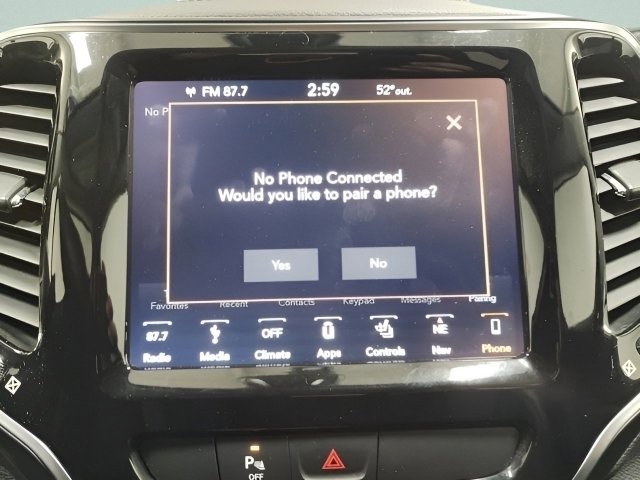 FM 87.7 2:59 52°out.
No P
No Phone Connected
Would you like to pair a phone?
Yes No
Favorites Recent Contacts Keypad Messages Pairing
87.7 OFF NE
Radio Media Climate Apps Controls Nav Phone
P
OFF